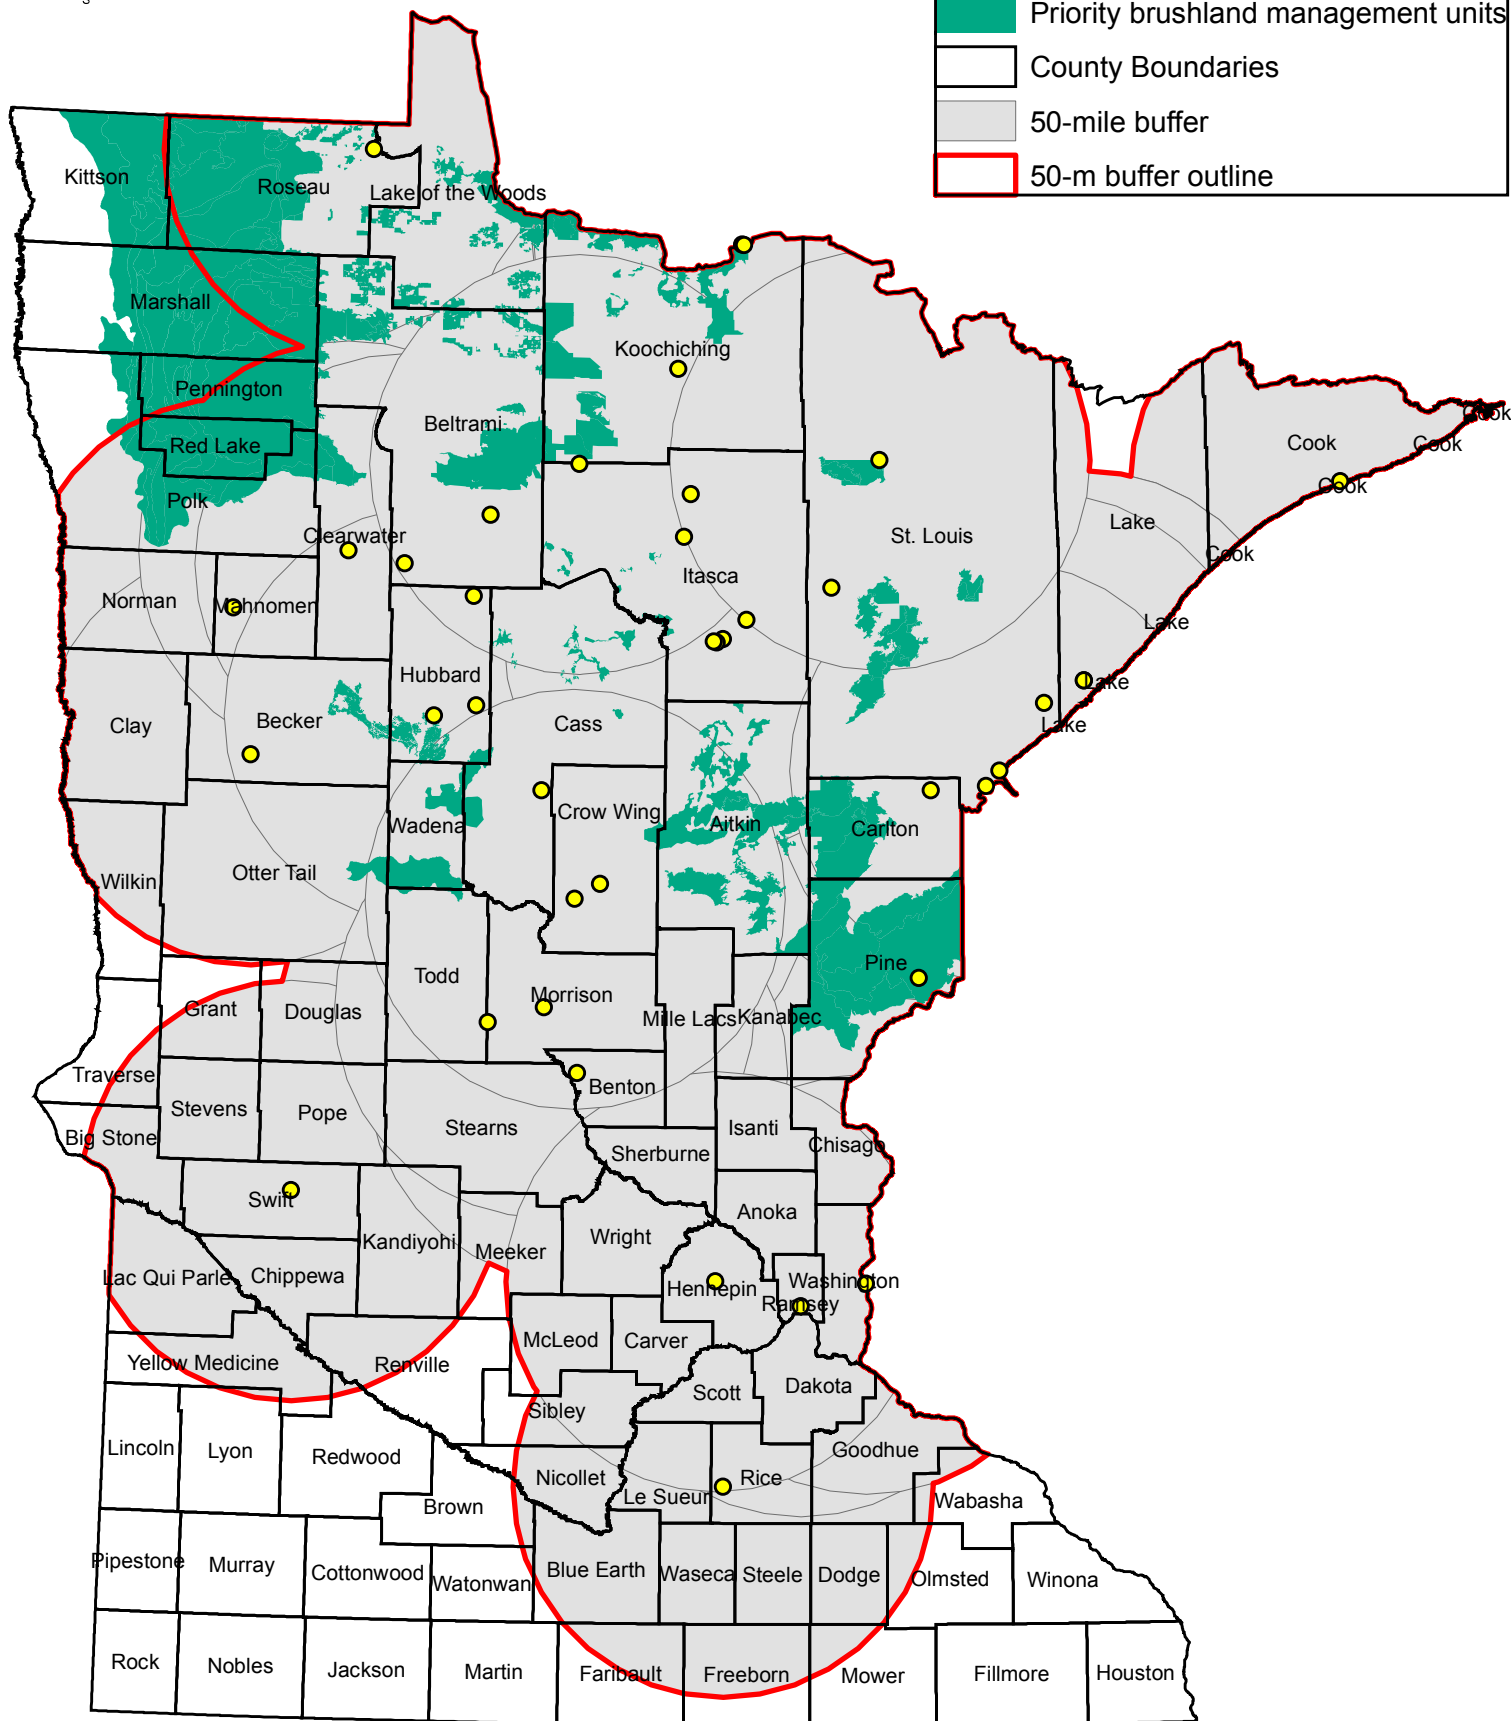 s
Priority brushland management units
County Boundaries
50-mile buffer
50-m buffer outline
Kittson
Roseau
Lake of the Woods
Marshall
Koochiching
Pennington
Beltrami
Red Lake
Cook
Cook
Cook
Cook
Polk
Lake
Clearwater
St. Louis
Cook
Itasca
Norman
Mahnomen
Lake
Hubbard
Lake
Becker
Cass
Clay
Lake
Crow Wing
Wadena
Aitkin
Carlton
Otter Tail
Wilkin
Pine
Todd
Morrison
Grant
Douglas
Mille Lacs
Kanabec
Traverse
Benton
Stevens
Pope
Stearns
Isanti
Big Stone
Chisago
Sherburne
Swift
Anoka
Wright
Kandiyohi
Meeker
Lac Qui Parle
Chippewa
Washington
Hennepin
Ramsey
McLeod
Carver
Yellow Medicine
Renville
Scott
Dakota
Sibley
Lincoln
Lyon
Redwood
Goodhue
Nicollet
Rice
Le Sueur
Brown
Wabasha
Pipestone
Murray
Cottonwood
Watonwan
Blue Earth
Waseca
Steele
Dodge
Olmsted
Winona
Rock
Nobles
Jackson
Martin
Faribault
Freeborn
Mower
Fillmore
Houston